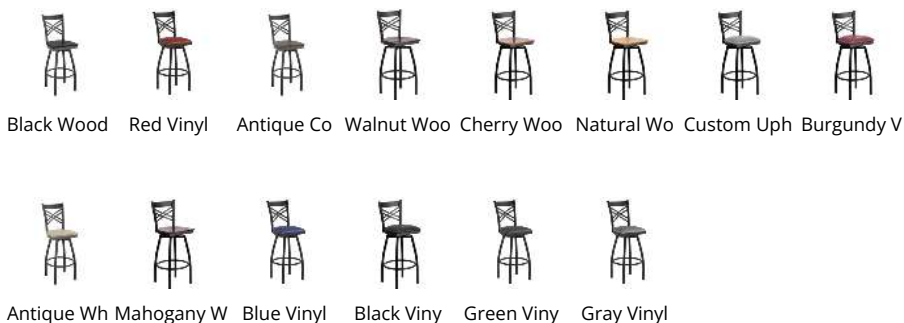 Black Wood Red Vinyl Antique Co Walnut Woo Cherry Woo Natural Wo Custom Uph Burgundy V
Antique Wh Mahogany W Blue Vinyl Black Viny Green Viny Gray Vinyl